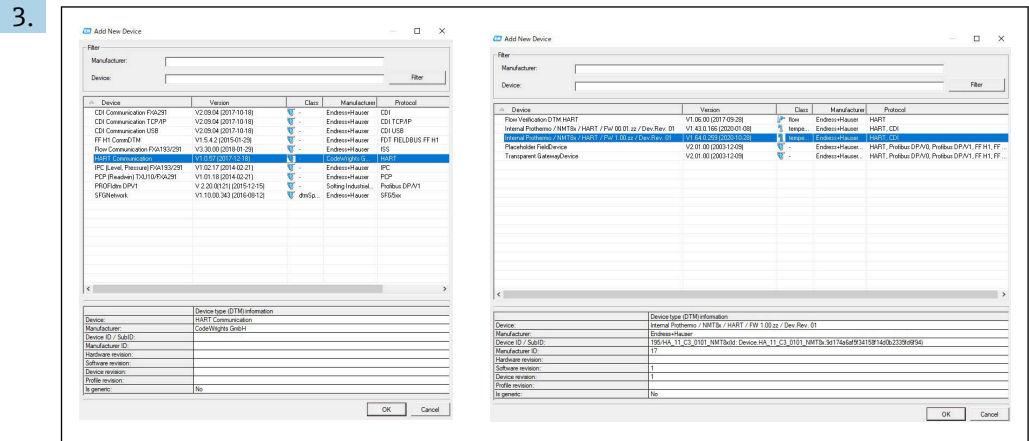 3.
Add New Device
Filter
Manufacturer:
Device:
Filter
Device Version Class Manufacturer Protocol
CDI Communication FXA291 V2.09.04 (2017-10-18) - Endress+Hauser CDI
CDI Communication TCP/IP V2.09.04 (2017-10-18) - Endress+Hauser CDI TCP/IP
CDI Communication USB V2.09.04 (2017-10-18) - Endress+Hauser CDI USB
FF H1 CommDTM V1.5.4.2 (2015-01-29) - Endress+Hauser FDT FIELDBUS FF H1
Flow Communication FXA193/291 V3.30.00 (2018-01-29) - Endress+Hauser ISS
HART Communication V1.0.57 (2017-12-18) - CodeWrights G... HART
IPC (Level, Pressure) FXA193/291 V1.02.17 (2014-02-21) - Endress+Hauser IPC
PCP (Readwin) TXU10/FXA291 V1.01.18 (2014-02-21) - Endress+Hauser PCP
PROFIdtm DPV1 V 2.20.0(121) (2015-12-15) - Softing Industrial... Profibus DP/V1
SFGNetwork V1.10.00.343 (2016-08-12) dtmSp... Endress+Hauser SFG5xx
Device type (DTM) information
Device: HART Communication
Manufacturer: CodeWrights GmbH
Device ID / SubID:
Manufacturer ID:
Hardware revision:
Software revision:
Device revision:
Profile revision:
Is generic: No
OK Cancel
Add New Device
Filter
Manufacturer:
Device:
Filter
Device Version Class Manufacturer Protocol
Flow Verification DTM HART V1.06.00 (2017-09-28) flow Endress+Hauser HART
Internal Prothermo / NMT8x / HART / FW 00.01.zz / Dev.Rev. 01 V1.43.0.166 (2020-01-08) tempe... Endress+Hauser HART, CDI
Internal Prothermo / NMT8x / HART / FW 1.00.zz / Dev.Rev. 01 V1.64.0.259 (2020-10-28) tempe... Endress+Hauser HART, CDI
Placeholder FieldDevice V2.01.00 (2003-12-09) - Endress+Hauser... HART, Profibus DP/V0, Profibus DP/V1, FF H1, FF ...
Transparent GatewayDevice V2.01.00 (2003-12-09) - Endress+Hauser... HART, Profibus DP/V0, Profibus DP/V1, FF H1, FF ...
Device type (DTM) information
Device: Internal Prothermo / NMT8x / HART / FW 1.00.zz / Dev.Rev. 01
Manufacturer: Endress+Hauser
Device ID / SubID:
Manufacturer ID: 17
Hardware revision:
Software revision: 1
Device revision: 1
Profile revision:
Is generic: No
OK Cancel